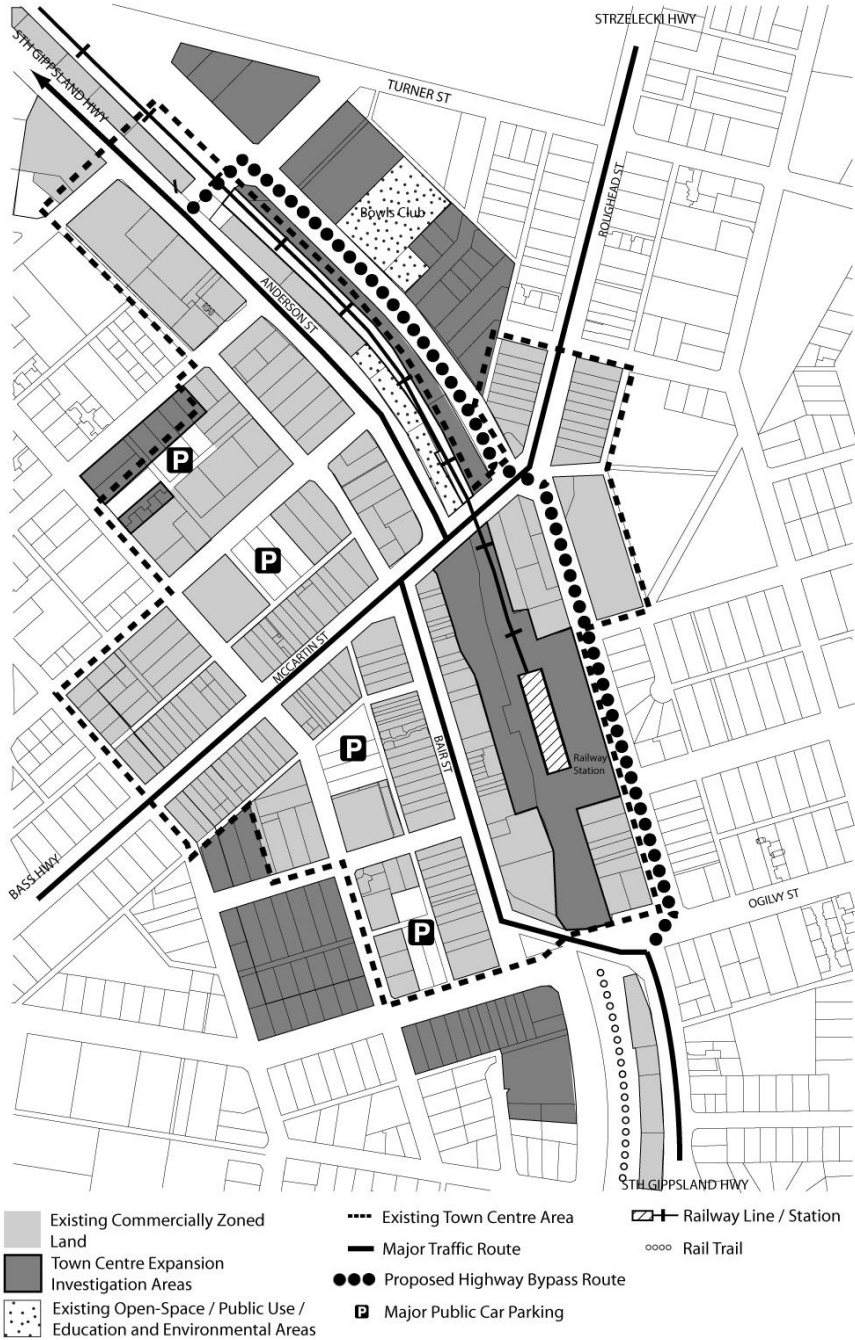 STRZELECKI HWY
STH GIPPSLAND HWY
TURNER ST
ROUGHEAD ST
Bowls Club
ANDERSON ST
P
P
MCCARTIN ST
P
BAIR ST
Railway
Station
BASS HWY
OGILVY ST
P
STH GIPPSLAND HWY
Existing Commercially Zoned
Land
Town Centre Expansion
Investigation Areas
Existing Open-Space / Public Use /
Education and Environmental Areas
Existing Town Centre Area
Major Traffic Route
Proposed Highway Bypass Route
P Major Public Car Parking
Railway Line / Station
Rail Trail